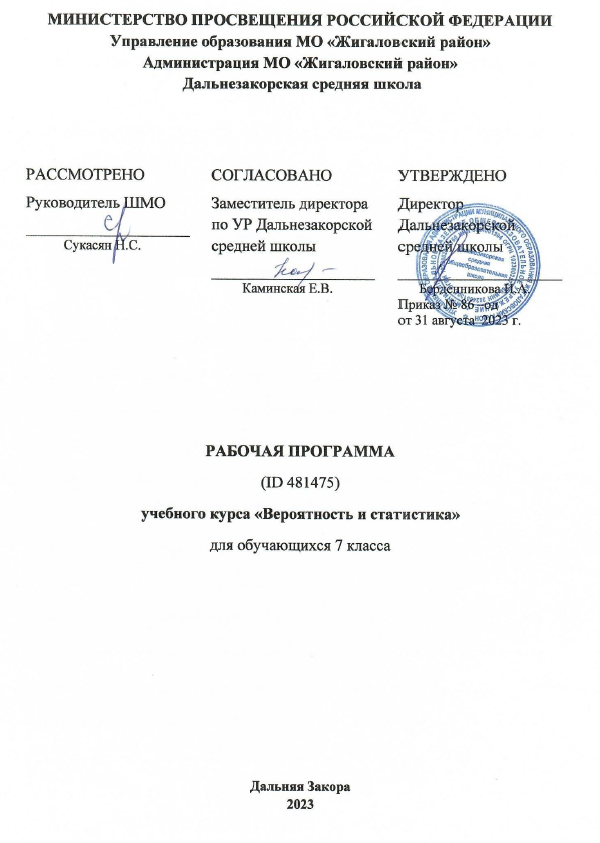 МИНИСТЕРСТВО ПРОСВЕЩЕНИЯ РОССИЙСКОЙ ФЕДЕРАЦИИ
Управление образования МО «Жигаловский район»
Администрация МО «Жигаловский район»
Дальнезакорская средняя школа
РАССМОТРЕНО
Руководитель ШМО
Сукасян Н.С.
СОГЛАСОВАНО
Заместитель директора
по УР Дальнезакорской
средней школы
Каминская Е.В.
УТВЕРЖДЕНО
Директор
Дальнезакорской
средней школы
Берденникова И.А.
Приказ № 86 –од
от 31 августа 2023 г.
РАБОЧАЯ ПРОГРАММА
(ID 481475)
учебного курса «Вероятность и статистика»
для обучающихся 7 класса
Дальняя Закора
2023